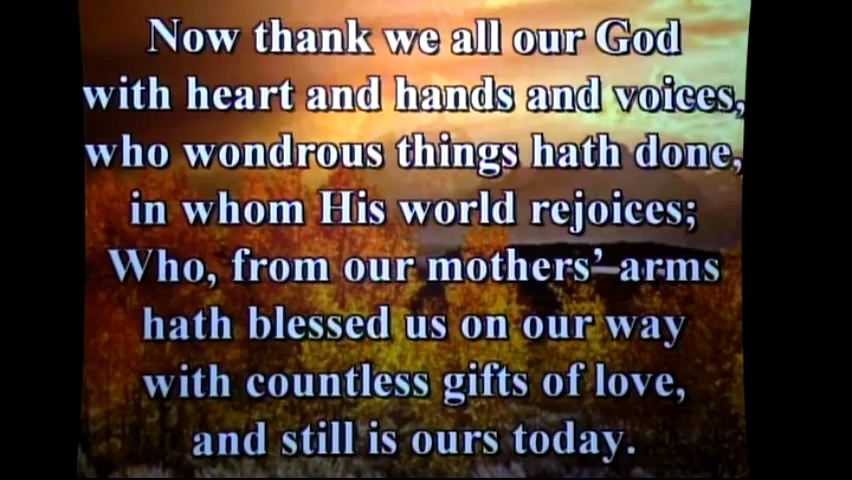 Now thank we all our God
with heart and hands and voices,
who wondrous things hath done,
in whom His world rejoices;
Who, from our mothers’ arms
hath blessed us on our way
with countless gifts of love,
and still is ours today.